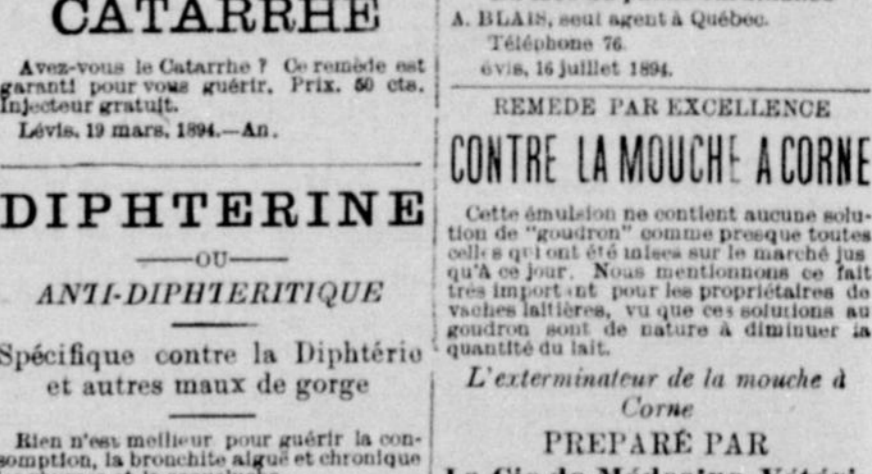 CATARRHE
Avez-vous le Catarrhe ? Ce remède est
garanti pour vous guérir. Prix. 50 cts.
Injecteur gratuit.
Lévis, 19 mars, 1894.—An.
DIPHTERINE
OU
ANTI-DIPHTERITIQUE
Spécifique contre la Diphtérie
et autres maux de gorge
Rien n'est meilleur pour guérir la con-
somption, la bronchite aiguë et chronique
A. BLAIS, seul agent à Québec.
Téléphone 76.
évis, 16 juillet 1894.
REMEDE PAR EXCELLENCE
CONTRE LA MOUCHE A CORNE
Cette émulsion ne contient aucune solu-
tion de "goudron" comme presque toutes
celles qui ont été mises sur le marché jus
qu'à ce jour. Nous mentionnons ce fait
très important pour les propriétaires de
vaches laitières, vu que ces solutions au
goudron sont de nature à diminuer la
quantité du lait.
L'exterminateur de la mouche à
Corne
PREPARÉ PAR